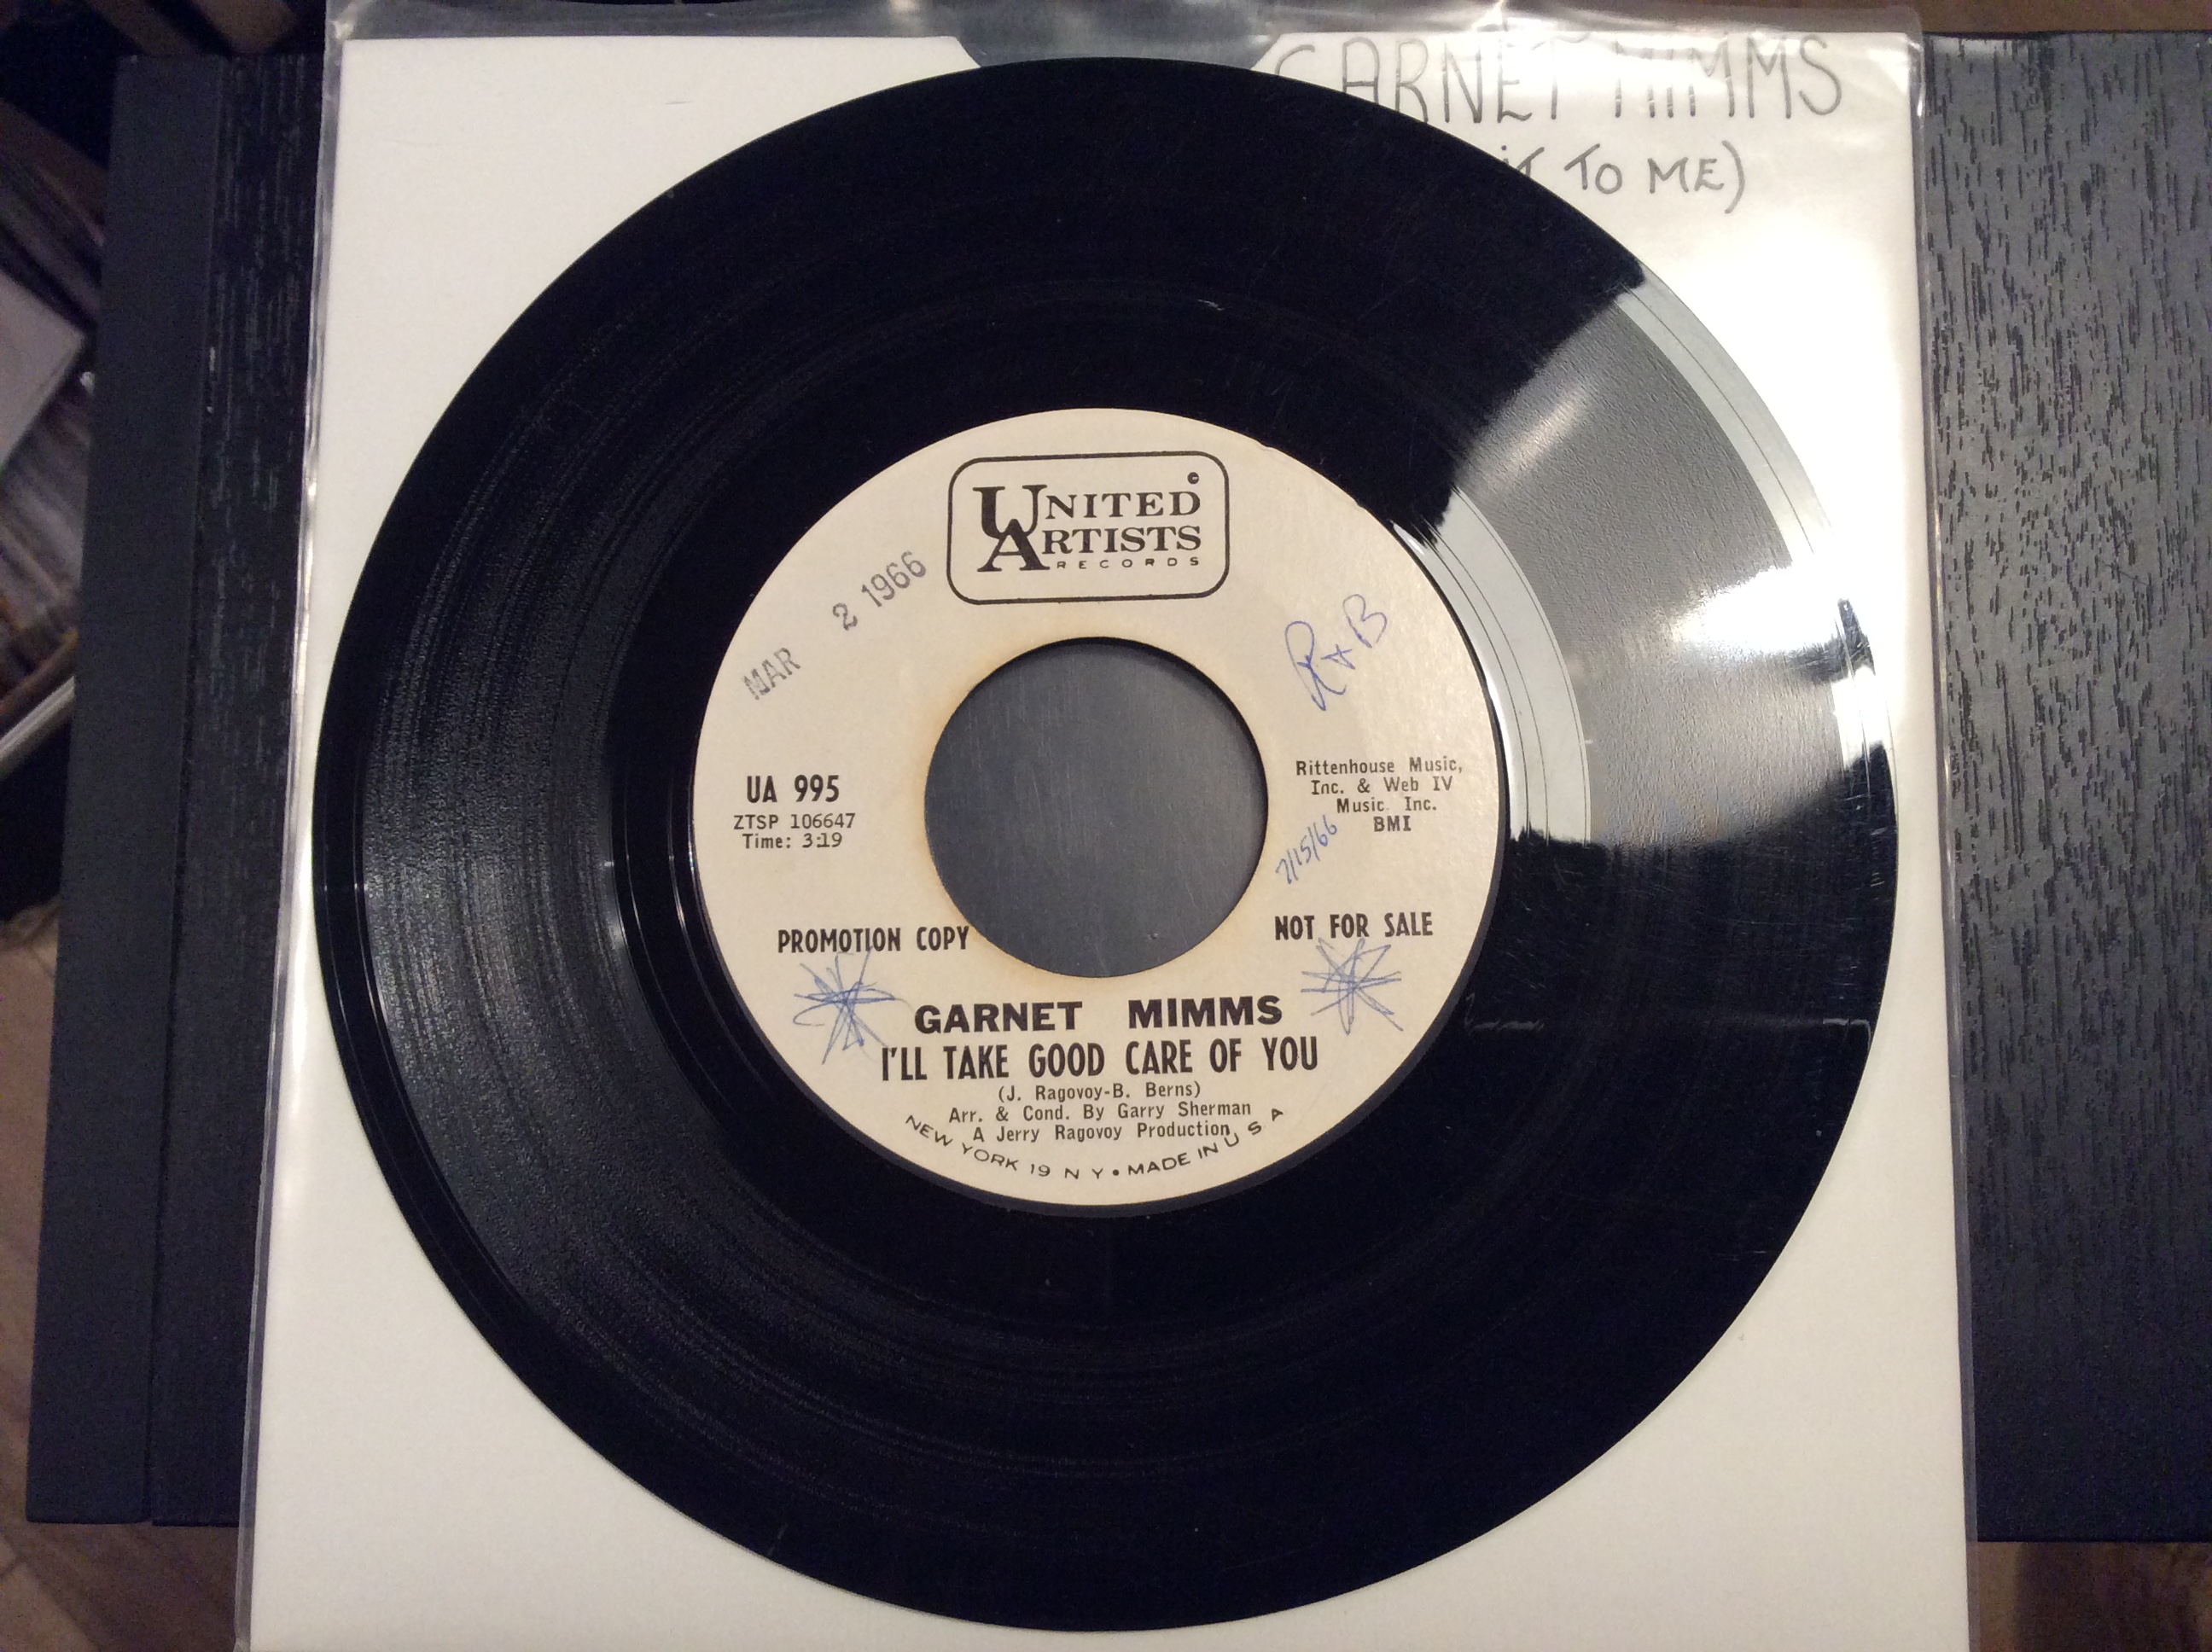 GARNET MIMMS
IT TO ME)
UNITED
ARTISTS
RECORDS
©
MAR 2 1966
R+B
UA 995
ZTSP 106647
Time: 3:19
Rittenhouse Music,
Inc. & Web IV
Music Inc.
BMI
7/15/66
PROMOTION COPY
NOT FOR SALE
GARNET MIMMS
I'LL TAKE GOOD CARE OF YOU
(J. Ragovoy-B. Berns)
Arr. & Cond. By Garry Sherman
A Jerry Ragovoy Production
NEW YORK 19 N Y • MADE IN U S A